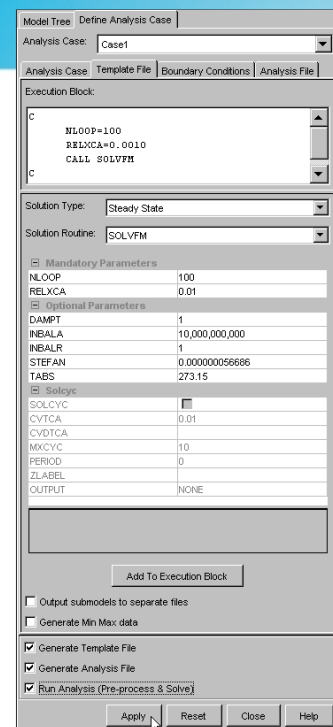 Model Tree Define Analysis Case
Analysis Case: Case1
Analysis Case Template File Boundary Conditions Analysis File
Execution Block:
C
NLOOP=100
RELXCA=0.0010
CALL SOLVFM
C
Solution Type: Steady State
Solution Routine: SOLVFM
Mandatory Parameters
NLOOP 100
RELXCA 0.01
Optional Parameters
DAMPT 1
INBALA 10,000,000,000
INBALR 1
STEFAN 0.000000056686
TABS 273.15
Solcyc
SOLCYC
CVTCA 0.01
CVDTCA
MXCYC 10
PERIOD 0
ZLABEL
OUTPUT NONE
Add To Execution Block
Output submodels to separate files
Generate Min Max data
Generate Template File
Generate Analysis File
Run Analysis (Pre-process & Solve)
Apply Reset Close Help